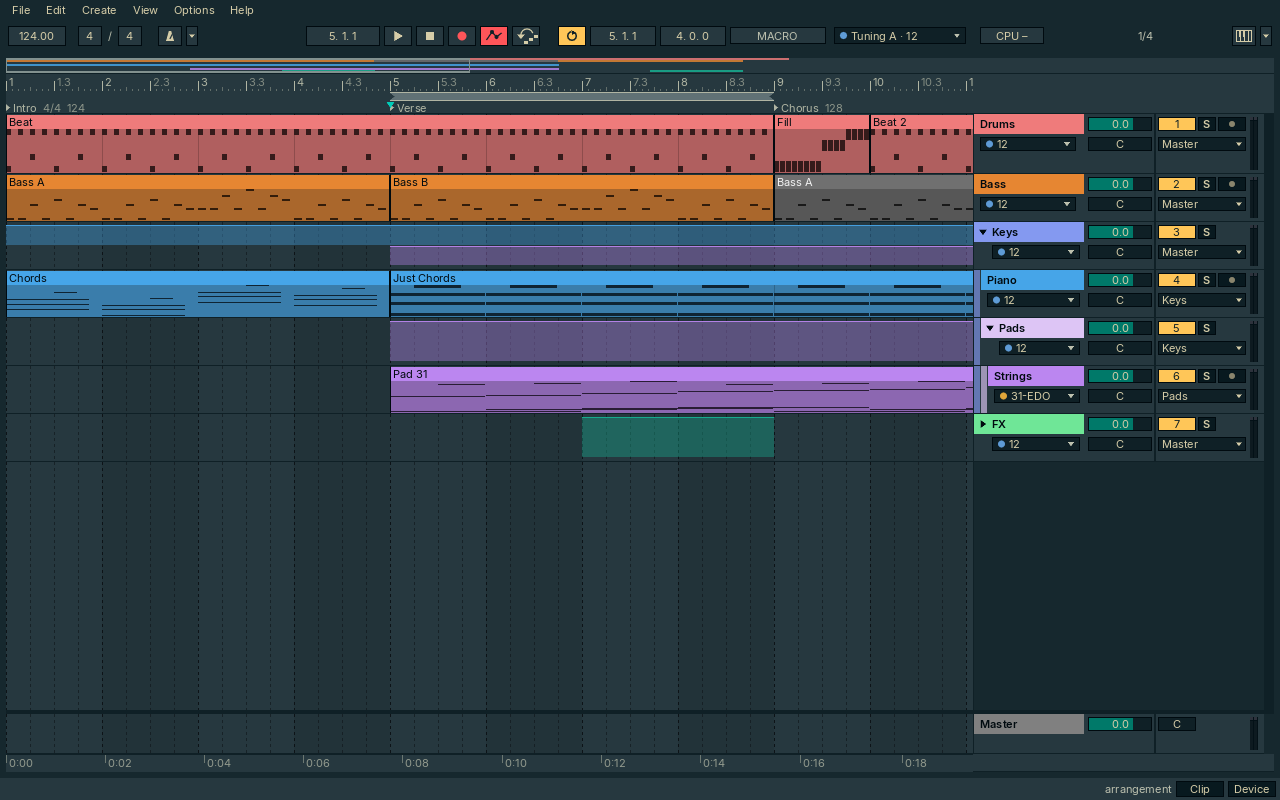 File Edit Create View Options Help
124.00 4 / 4 5. 1. 1 5. 1. 1 4. 0. 0 MACRO Tuning A · 12 CPU – 1/4
1 1.3 2 2.3 3 3.3 4 4.3 5 5.3 6 6.3 7 7.3 8 8.3 9 9.3 10 10.3 1
Intro 4/4 124 Verse Chorus 128
Beat Fill Beat 2 Drums 0.0 1 S
12 C Master
Bass A Bass B Bass A Bass 0.0 2 S
12 C Master
Keys 0.0 3 S
12 C Master
Chords Just Chords Piano 0.0 4 S
12 C Keys
Pads 0.0 5 S
12 C Keys
Pad 31 Strings 0.0 6 S
31-EDO C Pads
FX 0.0 7 S
12 C Master
Master 0.0 C
0:00 0:02 0:04 0:06 0:08 0:10 0:12 0:14 0:16 0:18
arrangement Clip Device